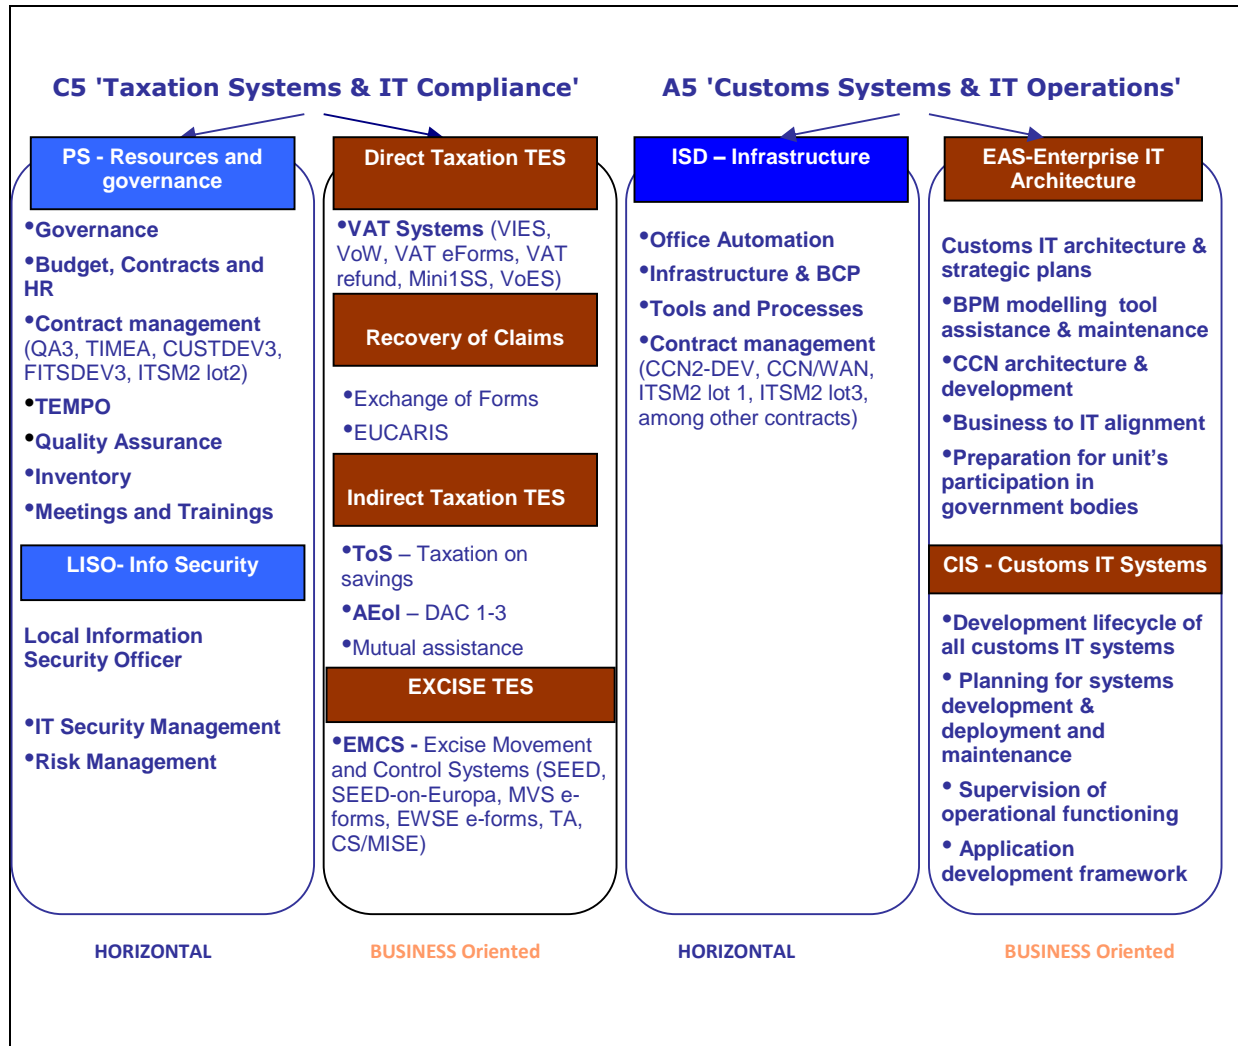 C5 'Taxation Systems & IT Compliance'
A5 'Customs Systems & IT Operations'
PS - Resources and
governance
•Governance
•Budget, Contracts and
HR
•Contract management
(QA3, TIMEA, CUSTDEV3,
FITSDEV3, ITSM2 lot2)
•TEMPO
•Quality Assurance
•Inventory
•Meetings and Trainings
LISO- Info Security
Local Information
Security Officer
•IT Security Management
•Risk Management
HORIZONTAL
Direct Taxation TES
•VAT Systems (VIES,
VoW, VAT eForms, VAT
refund, Mini1SS, VoES)
Recovery of Claims
•Exchange of Forms
•EUCARIS
Indirect Taxation TES
•ToS – Taxation on
savings
•AEoI – DAC 1-3
•Mutual assistance
EXCISE TES
•EMCS - Excise Movement
and Control Systems (SEED,
SEED-on-Europa, MVS e-
forms, EWSE e-forms, TA,
CS/MISE)
BUSINESS Oriented
ISD – Infrastructure
•Office Automation
•Infrastructure & BCP
•Tools and Processes
•Contract management
(CCN2-DEV, CCN/WAN,
ITSM2 lot 1, ITSM2 lot3,
among other contracts)
HORIZONTAL
EAS-Enterprise IT
Architecture
Customs IT architecture &
strategic plans
•BPM modelling tool
assistance & maintenance
•CCN architecture &
development
•Business to IT alignment
•Preparation for unit's
participation in
government bodies
CIS - Customs IT Systems
•Development lifecycle of
all customs IT systems
• Planning for systems
development &
deployment and
maintenance
• Supervision of
operational functioning
• Application
development framework
BUSINESS Oriented